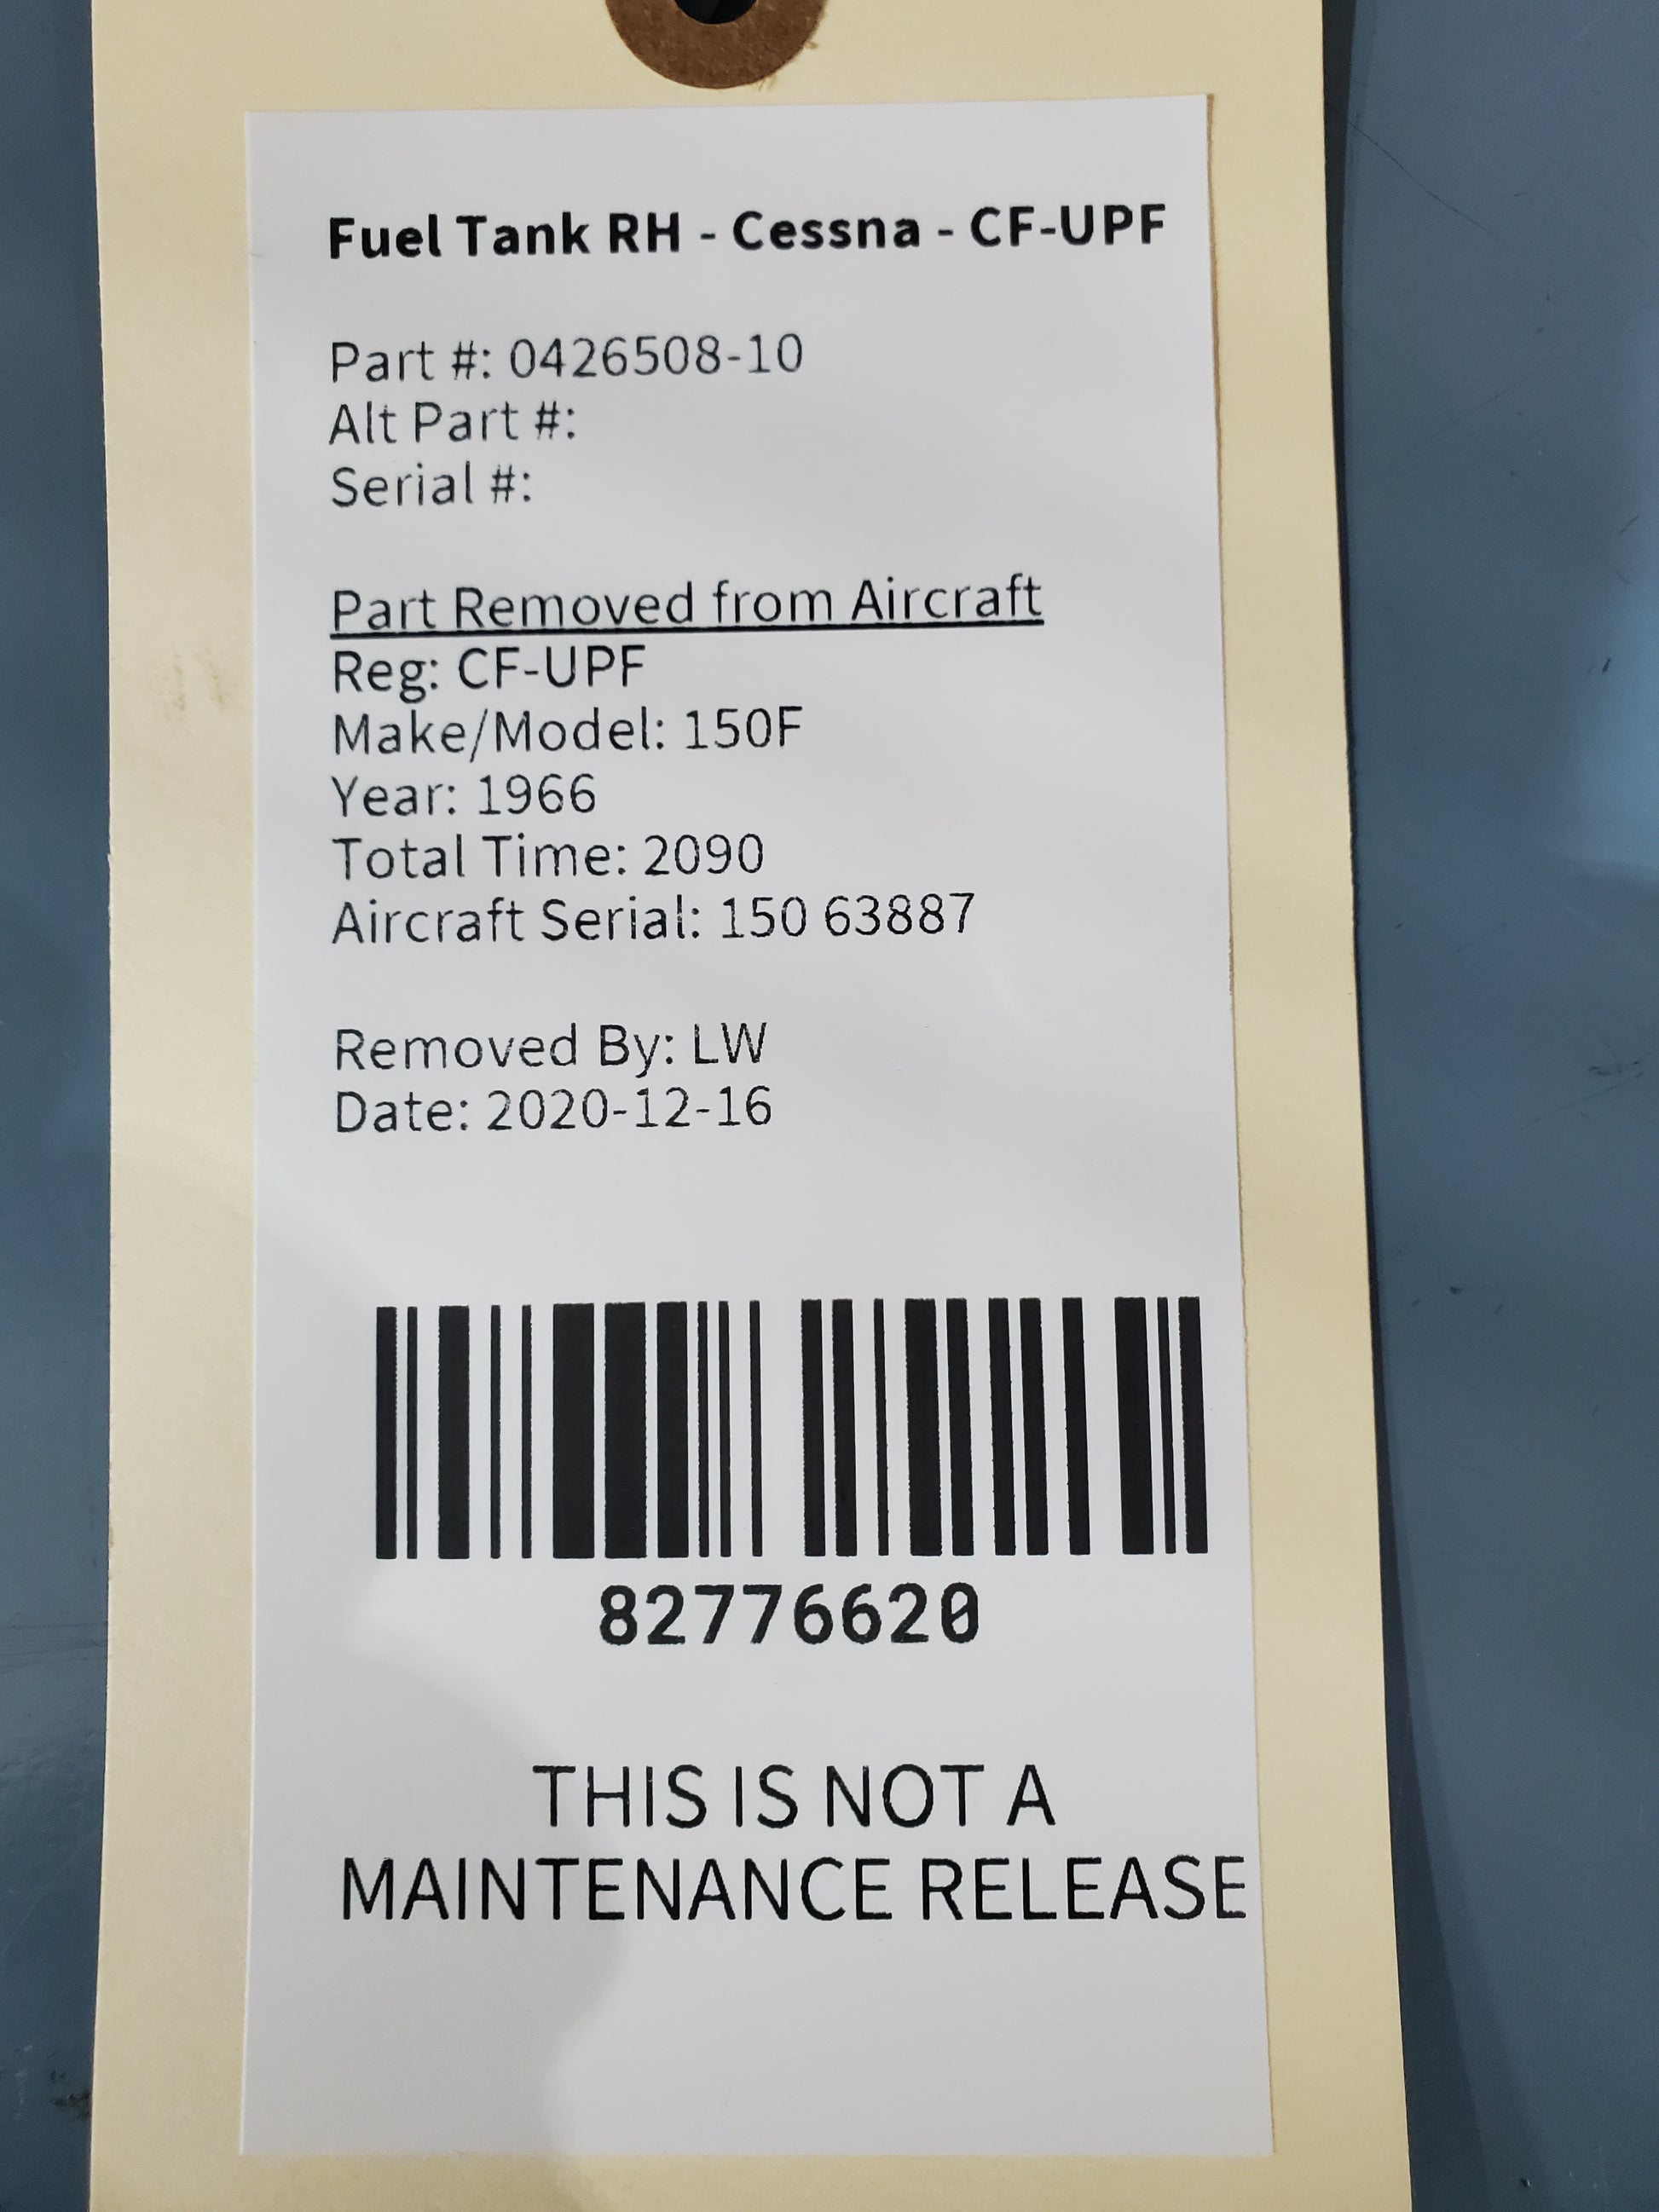 Fuel Tank RH - Cessna - CF-UPF
Part #: 0426508-10
Alt Part #:
Serial #:
Part Removed from Aircraft
Reg: CF-UPF
Make/Model: 150F
Year: 1966
Total Time: 2090
Aircraft Serial: 150 63887
Removed By: LW
Date: 2020-12-16
82776620
THIS IS NOT A
MAINTENANCE RELEASE